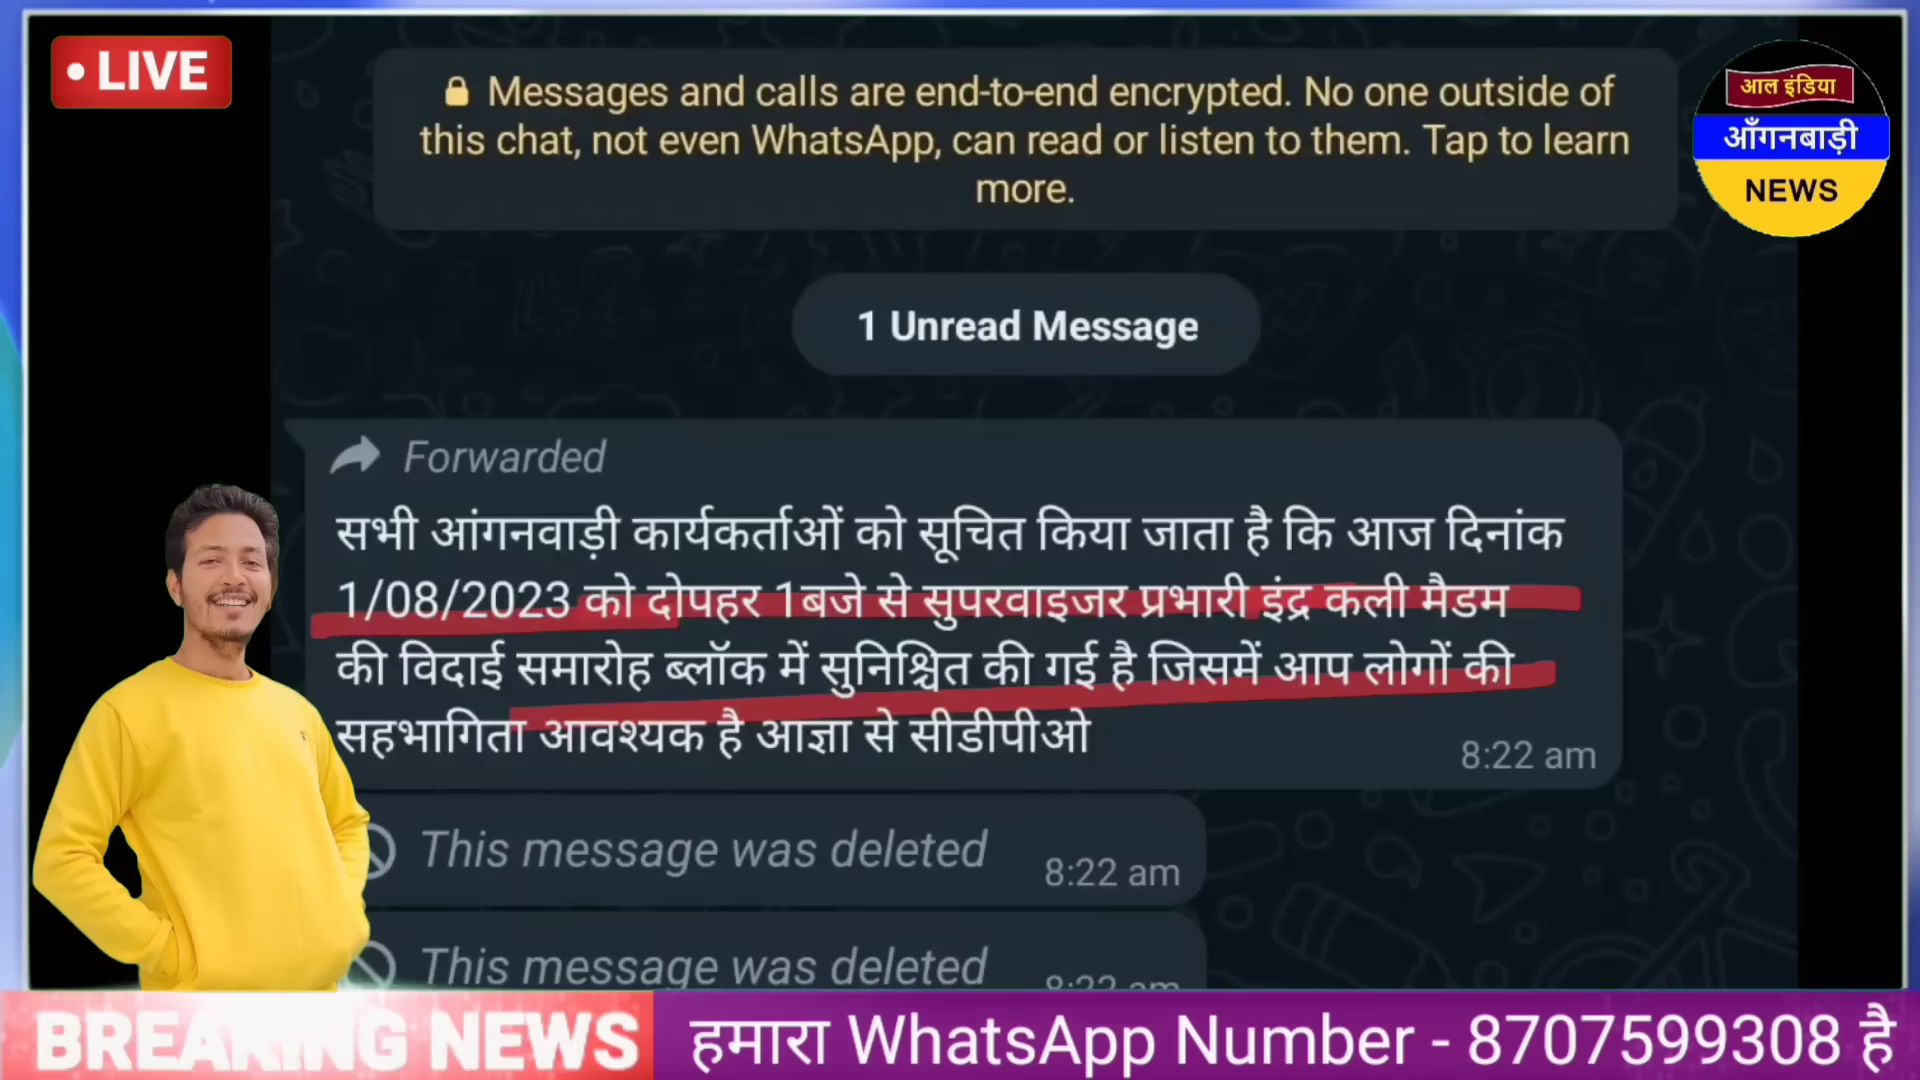 • LIVE
Messages and calls are end-to-end encrypted. No one outside of
this chat, not even WhatsApp, can read or listen to them. Tap to learn
more.
आल इंडिया
आँगनबाड़ी
NEWS
1 Unread Message
Forwarded
सभी आंगनवाड़ी कार्यकर्ताओं को सूचित किया जाता है कि आज दिनांक
1/08/2023 को दोपहर 1बजे से सुपरवाइजर प्रभारी इंद्र कली मैडम
की विदाई समारोह ब्लॉक में सुनिश्चित की गई है जिसमें आप लोगों की
सहभागिता आवश्यक है आज्ञा से सीडीपीओ
8:22 am
This message was deleted 8:22 am
This message was deleted 8:22 am
BREAKING NEWS
हमारा WhatsApp Number - 8707599308 है